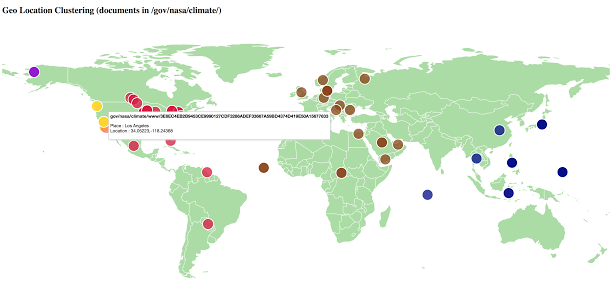 Geo Location Clustering (documents in /gov/nasa/climate/)
Place : Los Angeles
Location : 34.05223,-118.24368